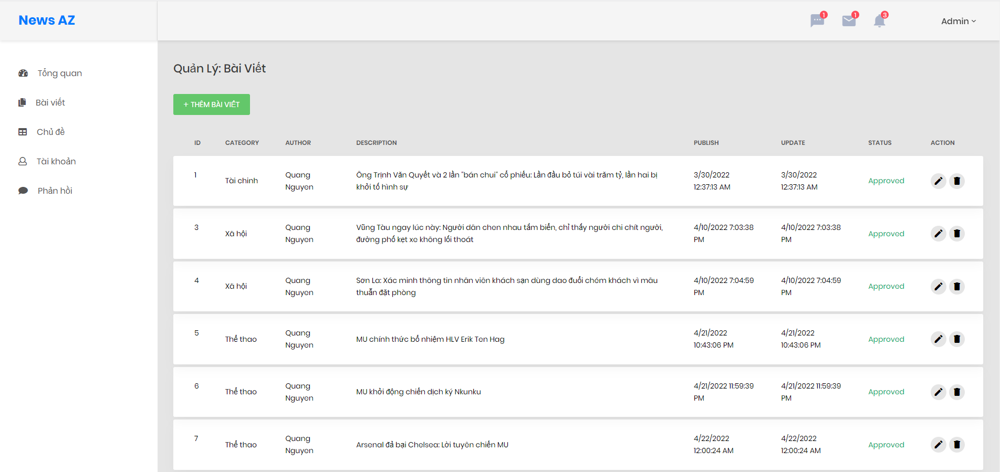 News AZ
1
1
3
Admin
Tổng quan
Bài viết
Chủ đề
Tài khoản
Phản hồi
Quản Lý: Bài Viết
+ THÊM BÀI VIẾT
ID CATEGORY AUTHOR DESCRIPTION PUBLISH UPDATE STATUS ACTION
1 Tài chinh Quang Nguyen Ông Trịnh Văn Quyết và 2 lần "bán chui" cổ phiếu: Lần đầu bỏ túi vài trăm tỷ, lần hai bị khởi tố hình sự 3/30/2022 12:37:13 AM 3/30/2022 12:37:13 AM Approved
3 Xã hội Quang Nguyen Vũng Tàu ngay lúc này: Người dân chen nhau tắm biển, chỉ thấy người chi chít người, đường phố kẹt xe không lối thoát 4/10/2022 7:03:38 PM 4/10/2022 7:03:38 PM Approved
4 Xã hội Quang Nguyen Sơn La: Xác minh thông tin nhân viên khách sạn dùng dao đuổi chém khách vì mâu thuẫn đặt phòng 4/10/2022 7:04:59 PM 4/10/2022 7:04:59 PM Approved
5 Thể thao Quang Nguyen MU chính thức bổ nhiệm HLV Erik Ten Hag 4/21/2022 10:43:06 PM 4/21/2022 10:43:06 PM Approved
6 Thể thao Quang Nguyen MU khởi động chiến dịch ký Nkunku 4/21/2022 11:59:39 PM 4/21/2022 11:59:39 PM Approved
7 Thể thao Quang Nguyen Arsenal đả bại Chelsea: Lời tuyên chiến MU 4/22/2022 12:00:24 AM 4/22/2022 12:00:24 AM Approved